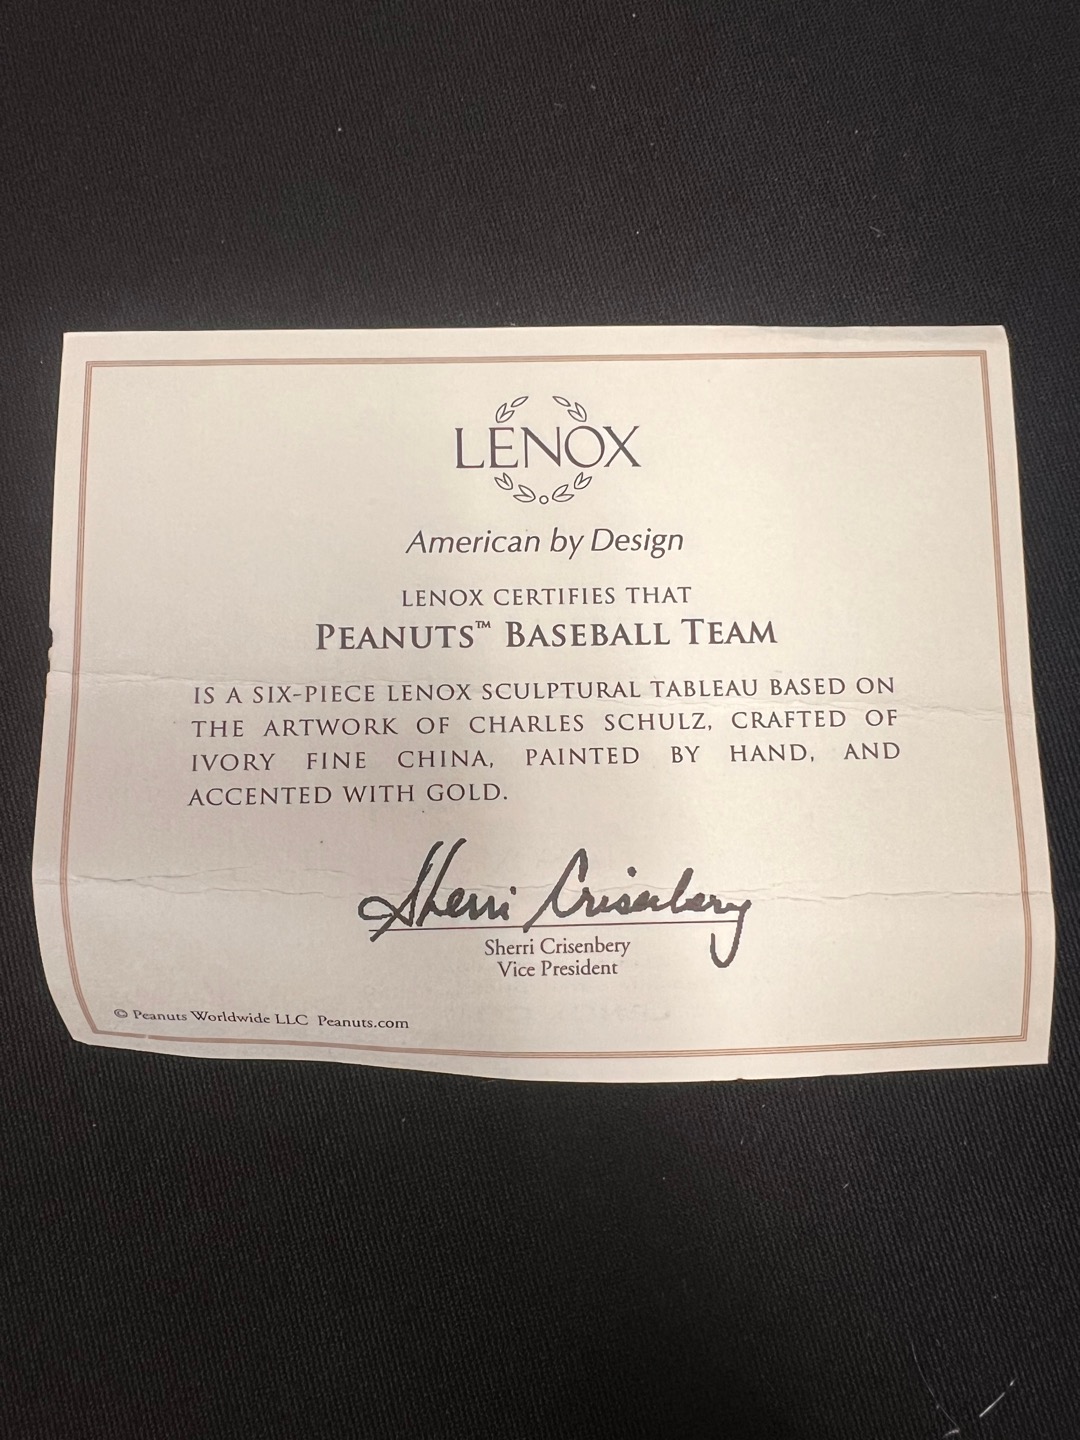 LENOX
American by Design
LENOX CERTIFIES THAT
PEANUTS™ BASEBALL TEAM
IS A SIX-PIECE LENOX SCULPTURAL TABLEAU BASED ON
THE ARTWORK OF CHARLES SCHULZ, CRAFTED OF
IVORY FINE CHINA, PAINTED BY HAND, AND
ACCENTED WITH GOLD.
Sherri Crisenbery
Sherri Crisenbery
Vice President
© Peanuts Worldwide LLC Peanuts.com